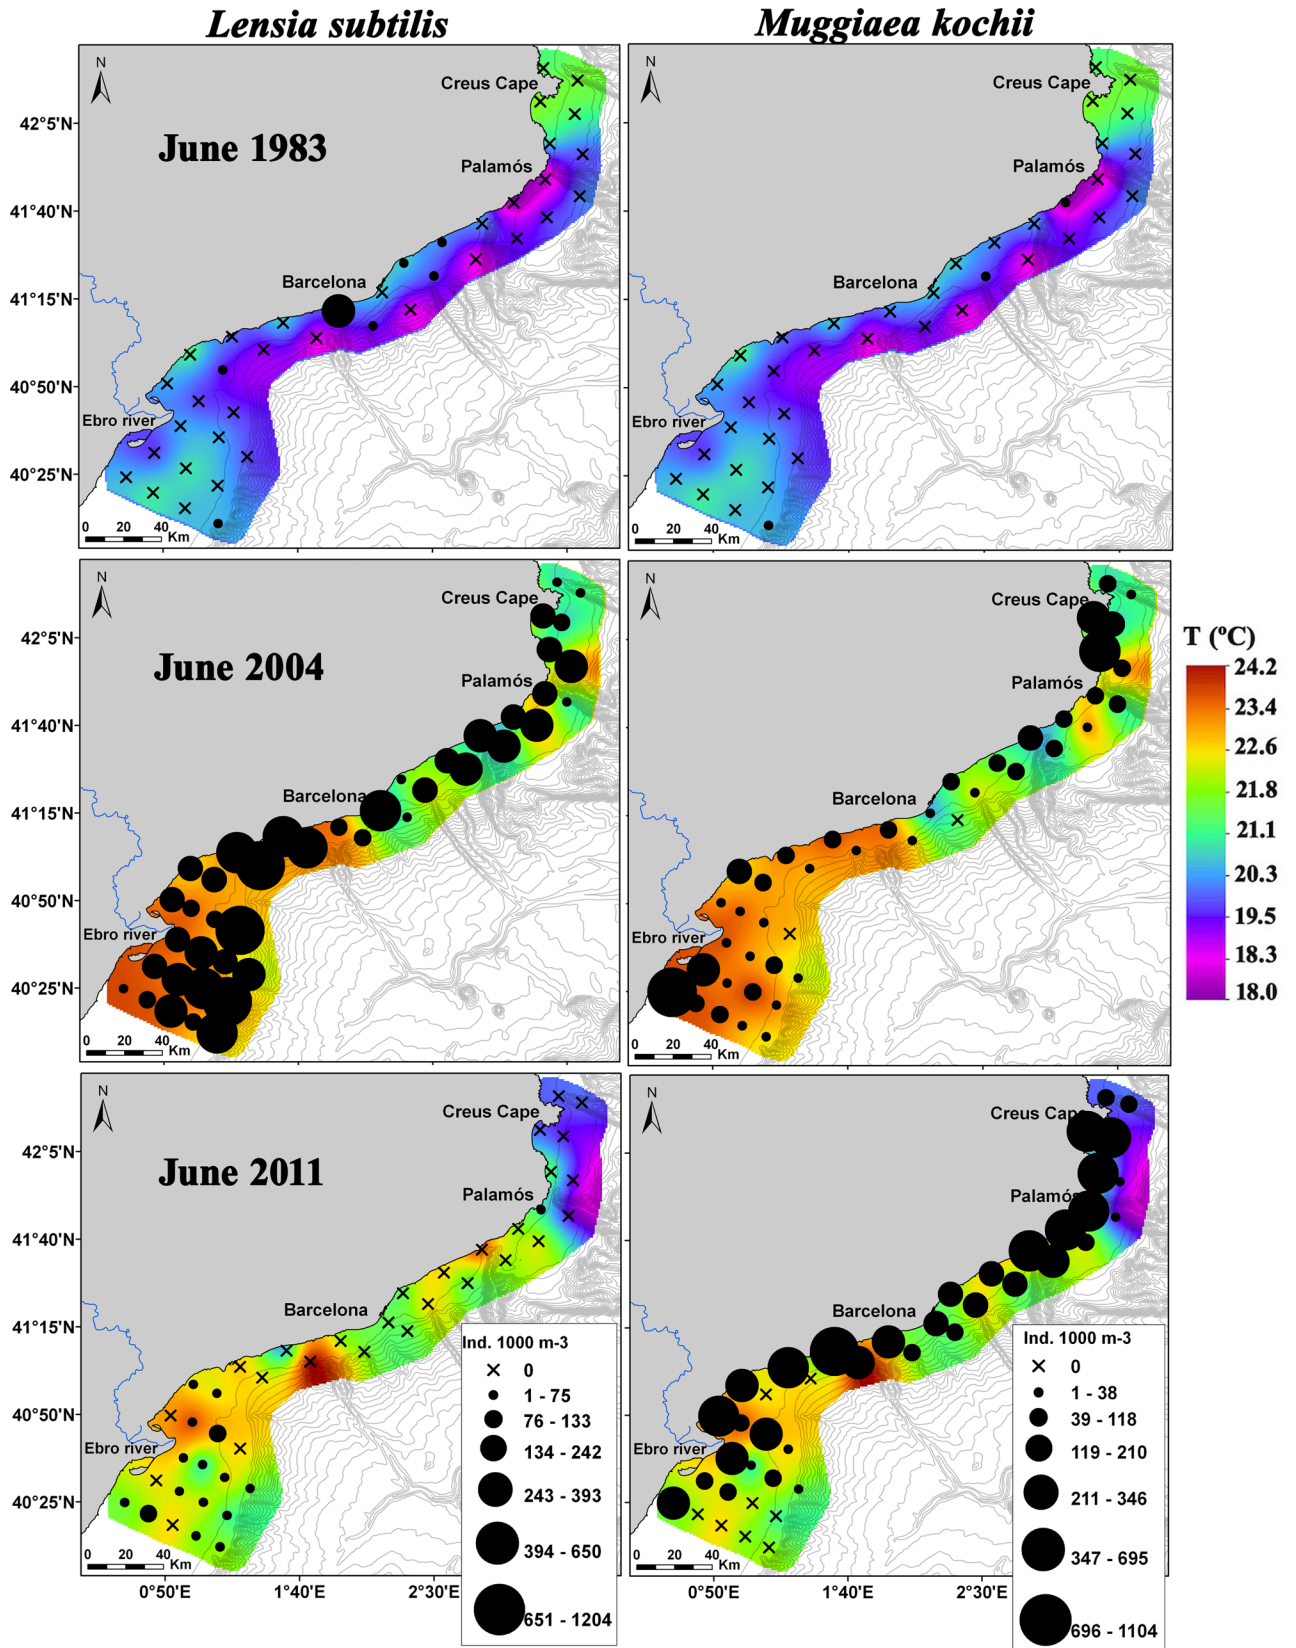 Lensia subtilis
Muggiaea kochii
N
Creus Cape
42°5'N
June 1983
Palamós
41°40'N
Barcelona
41°15'N
40°50'N
Ebro river
40°25'N
0 20 40
Km
N
Creus Cape
Palamós
Barcelona
Ebro river
0 20 40
Km
N
Creus Cape
42°5'N
June 2004
Palamós
41°40'N
Barcelona
41°15'N
40°50'N
Ebro river
40°25'N
0 20 40
Km
N
Creus Cape
Palamós
Barcelona
Ebro river
0 20 40
Km
T (ºC)
24.2
23.4
22.6
21.8
21.1
20.3
19.5
18.3
18.0
N
Creus Cape
42°5'N
June 2011
Palamós
41°40'N
Barcelona
41°15'N
40°50'N
Ebro river
40°25'N
0 20 40
Km
0°50'E 1°40'E 2°30'E
Ind. 1000 m-3
0
1 - 75
76 - 133
134 - 242
243 - 393
394 - 650
651 - 1204
N
Creus Cape
Palamós
Barcelona
Ebro river
0 20 40
Km
0°50'E 1°40'E 2°30'E
Ind. 1000 m-3
0
1 - 38
39 - 118
119 - 210
211 - 346
347 - 695
696 - 1104